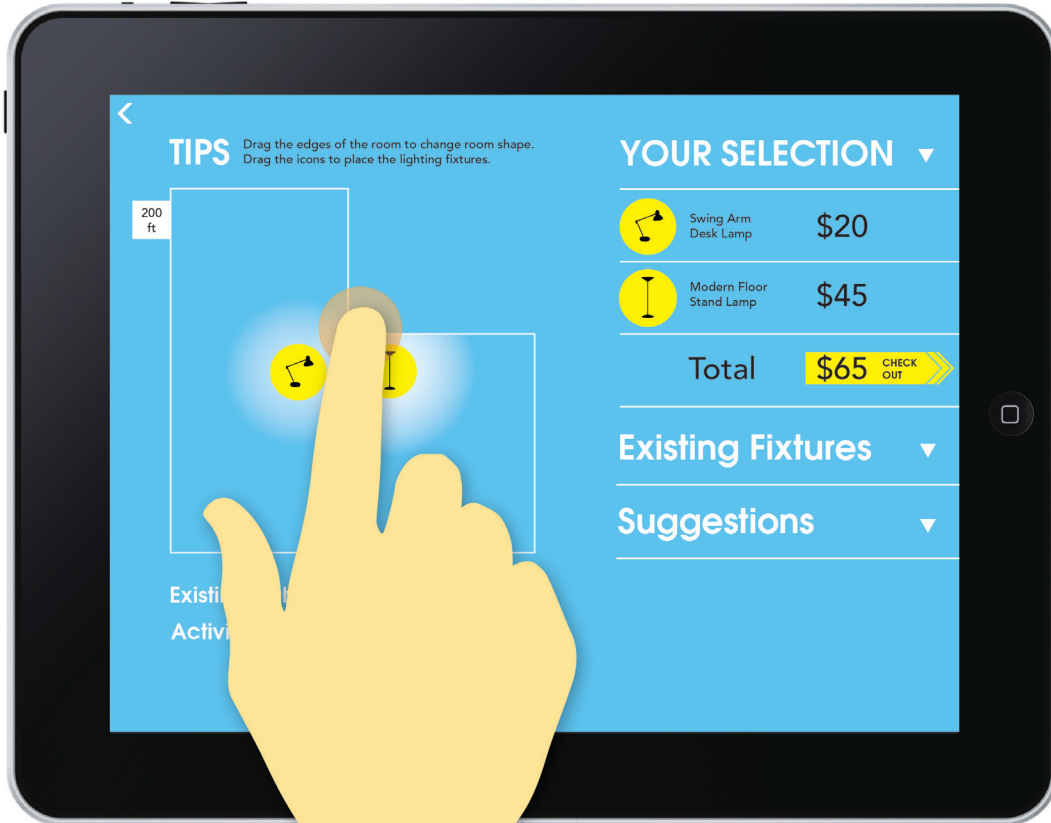 TIPS
Drag the edges of the room to change room shape.
Drag the icons to place the lighting fixtures.
200
ft
YOUR SELECTION
Swing Arm
Desk Lamp
$20
Modern Floor
Stand Lamp
$45
Total
$65
CHECK
OUT
Existing Fixtures
Suggestions